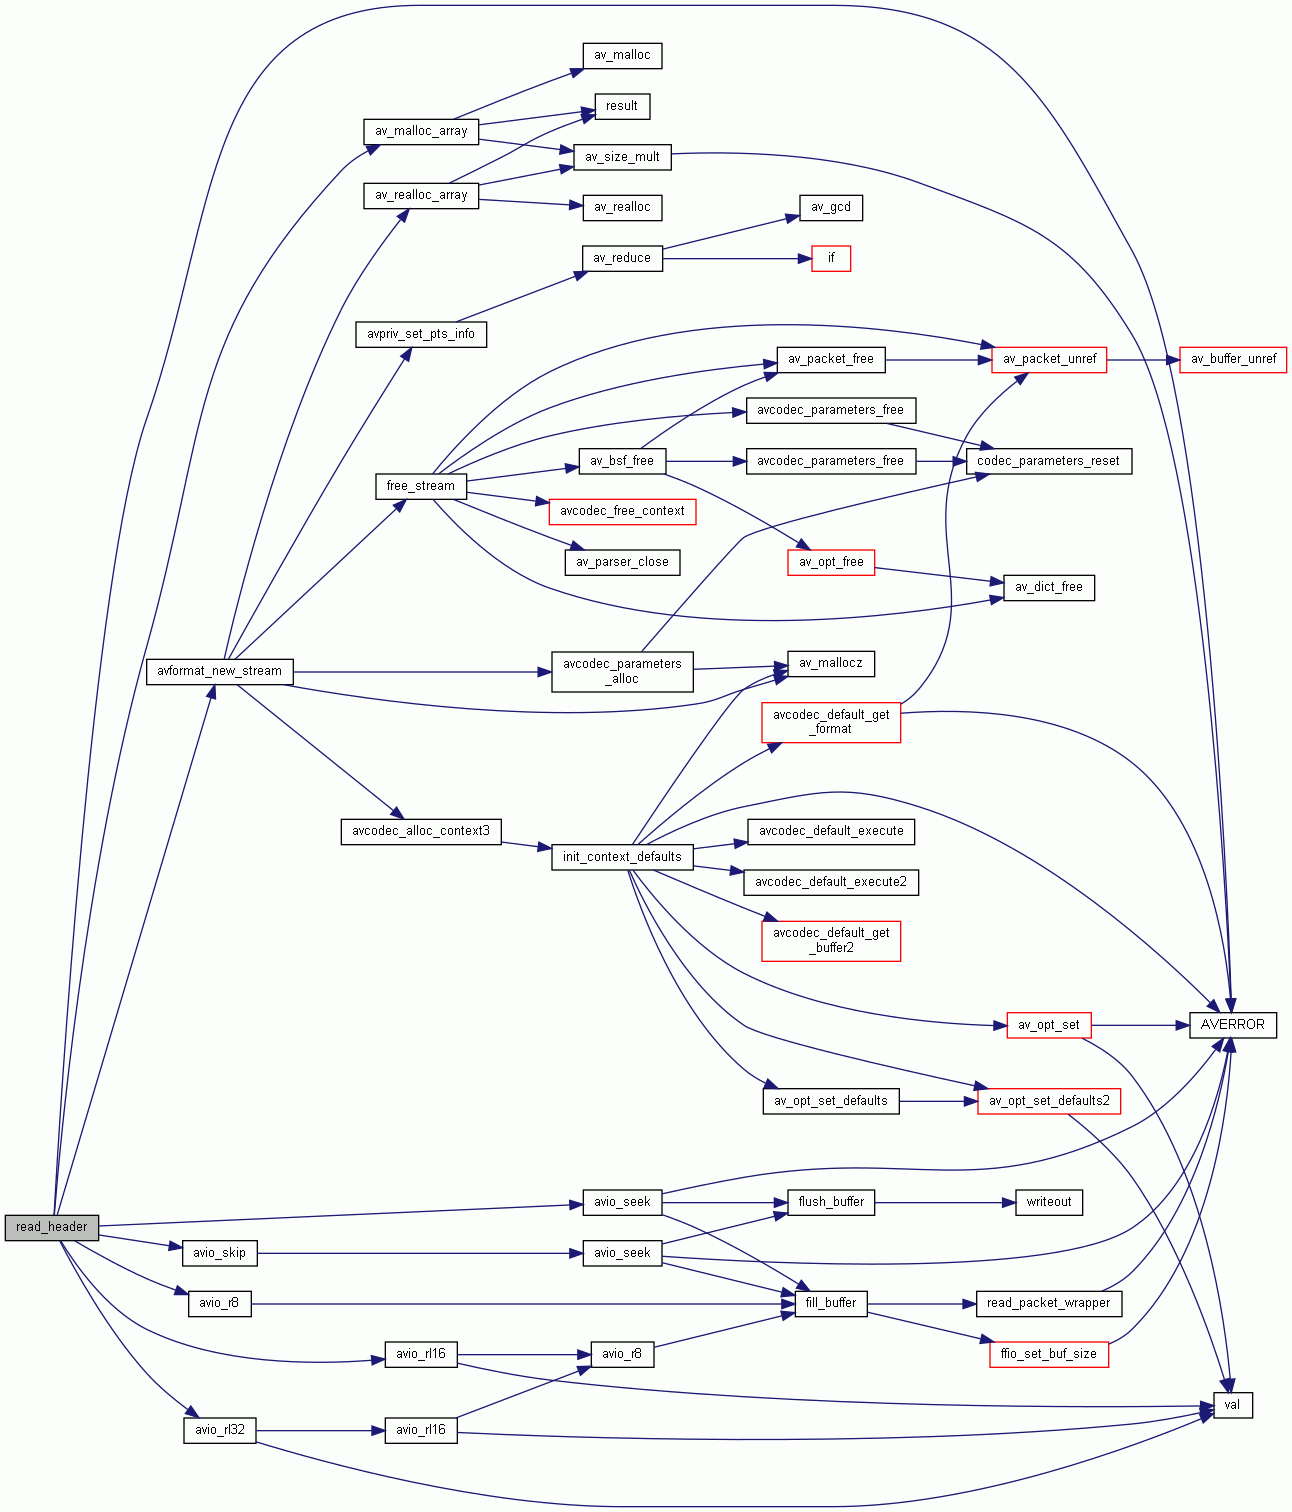 av_malloc
result
av_malloc_array
av_size_mult
av_realloc_array
av_realloc
av_gcd
av_reduce
if
avpriv_set_pts_info
av_packet_free
av_packet_unref
av_buffer_unref
avcodec_parameters_free
av_bsf_free
avcodec_parameters_free
codec_parameters_reset
free_stream
avcodec_free_context
av_parser_close
av_opt_free
av_dict_free
avformat_new_stream
avcodec_parameters
_alloc
av_mallocz
avcodec_default_get
_format
avcodec_alloc_context3
avcodec_default_execute
init_context_defaults
avcodec_default_execute2
avcodec_default_get
_buffer2
av_opt_set
AVERROR
av_opt_set_defaults
av_opt_set_defaults2
avio_seek
flush_buffer
writeout
read_header
avio_skip
avio_seek
avio_r8
fill_buffer
read_packet_wrapper
avio_rl16
avio_r8
ffio_set_buf_size
val
avio_rl32
avio_rl16